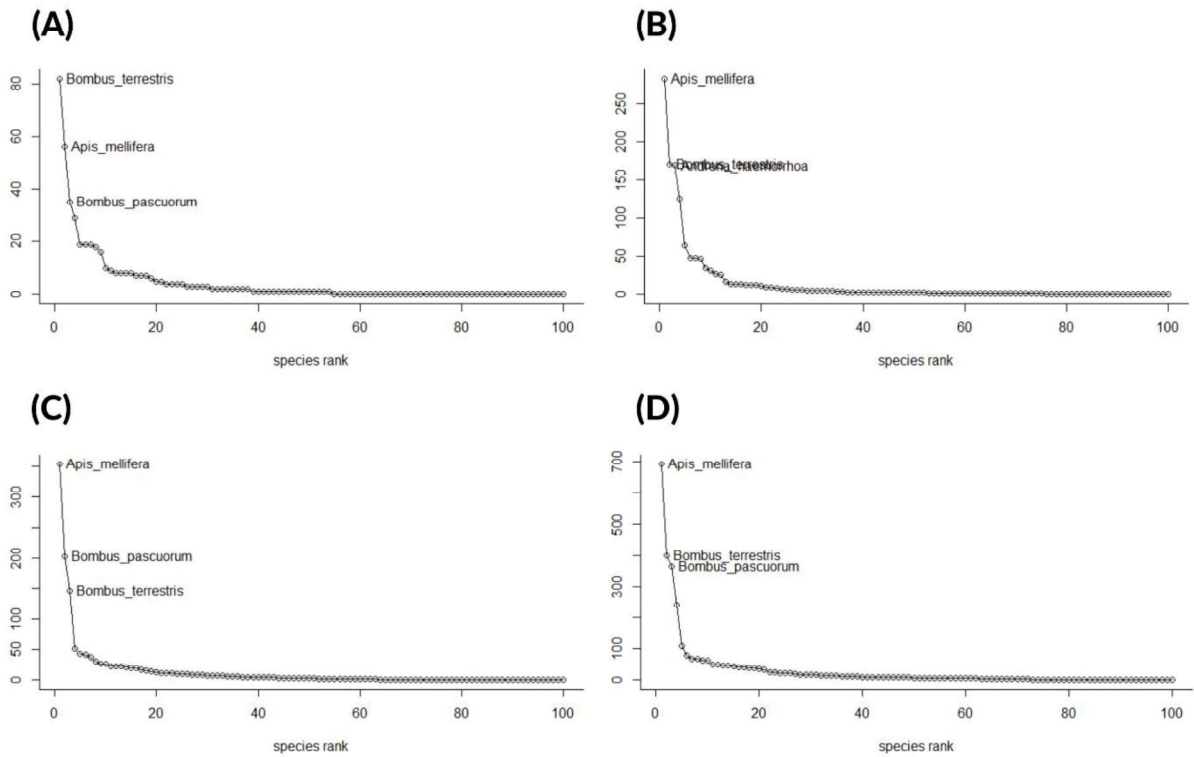 (A)
80
60
40
20
0
Bombus_terrestris
Apis_mellifera
Bombus_pascuorum
0 20 40 60 80 100
species rank
(B)
250
200
150
100
50
0
Apis_mellifera
Bombus_terrestris
Andrena_haemorrhoa
0 20 40 60 80 100
species rank
(C)
300
200
100
50
0
Apis_mellifera
Bombus_pascuorum
Bombus_terrestris
0 20 40 60 80 100
species rank
(D)
700
500
300
100
0
Apis_mellifera
Bombus_terrestris
Bombus_pascuorum
0 20 40 60 80 100
species rank